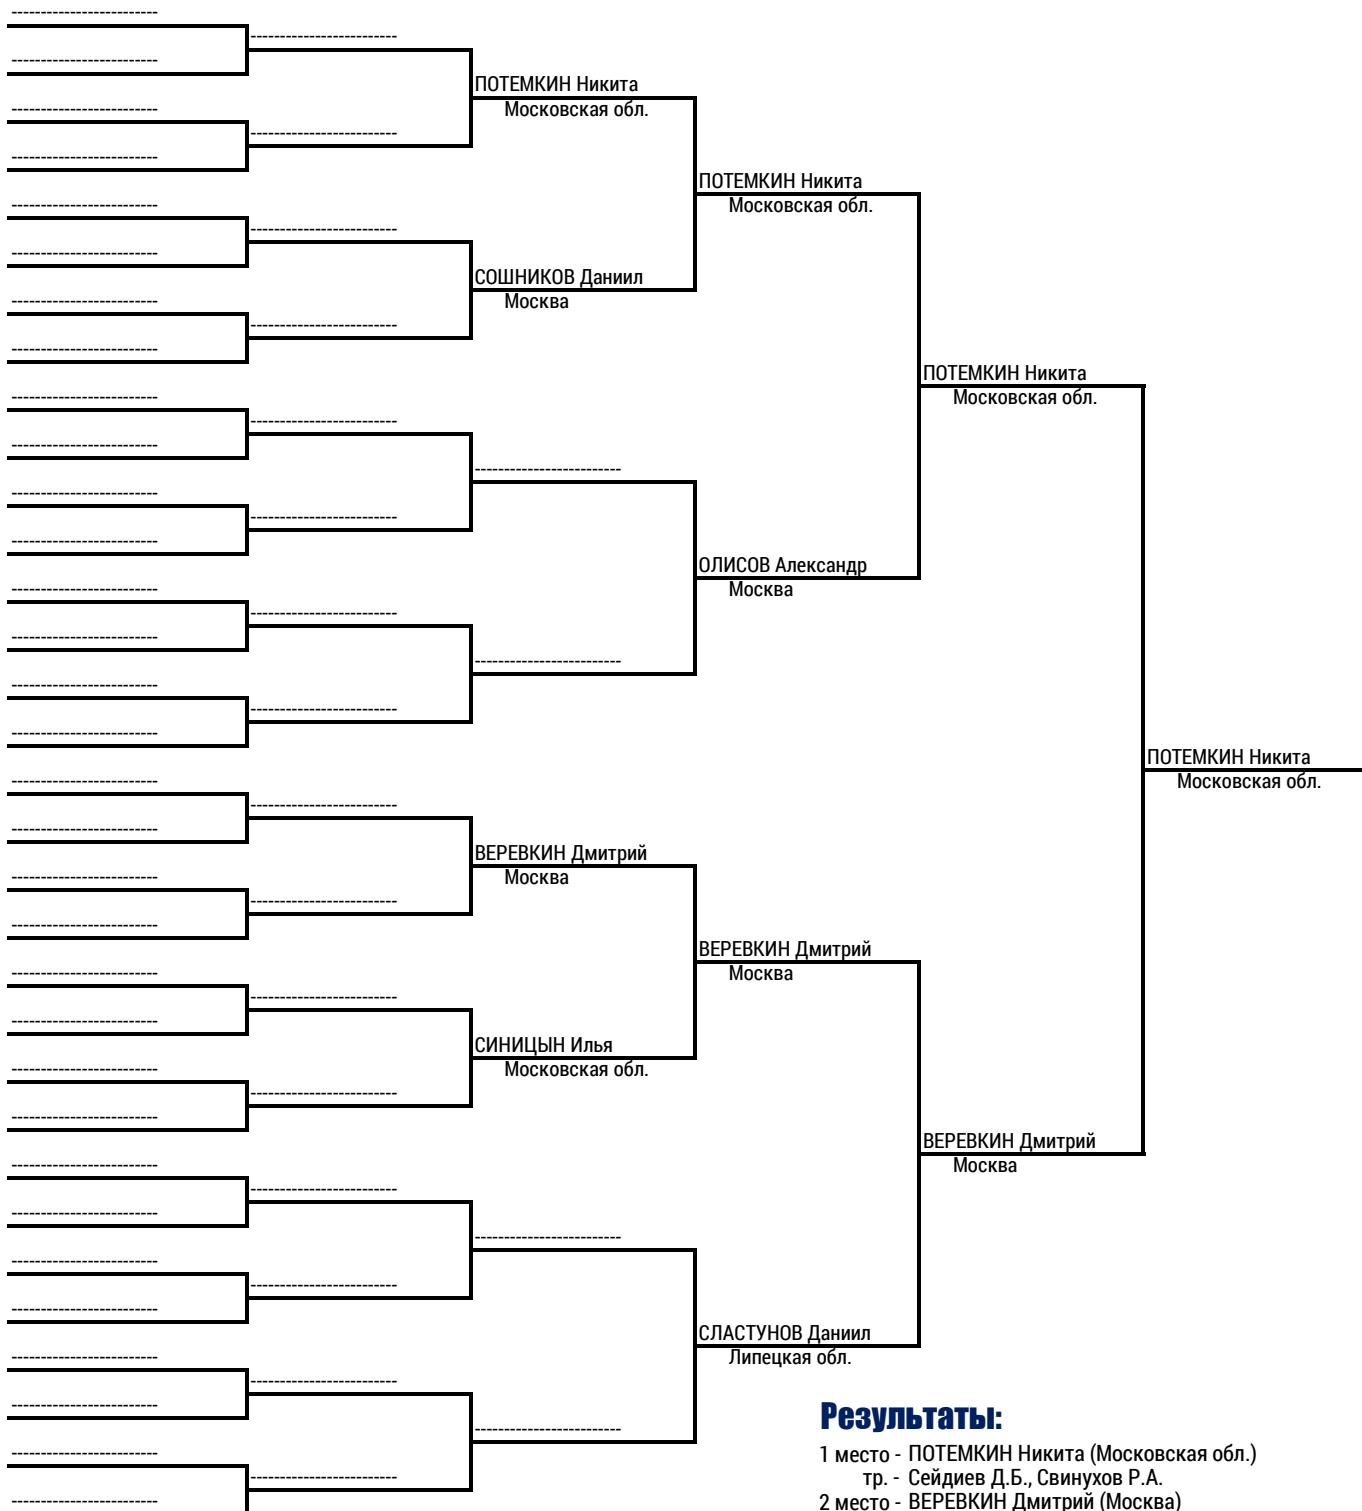 ПОТЕМКИН Никита
Московская обл.
ПОТЕМКИН Никита
Московская обл.
СОШНИКОВ Даниил
Москва
ПОТЕМКИН Никита
Московская обл.
ОЛИСОВ Александр
Москва
ПОТЕМКИН Никита
Московская обл.
ВЕРЕВКИН Дмитрий
Москва
ВЕРЕВКИН Дмитрий
Москва
СИНИЦЫН Илья
Московская обл.
ВЕРЕВКИН Дмитрий
Москва
СЛАСТУНОВ Даниил
Липецкая обл.
Результаты:
1 место - ПОТЕМКИН Никита (Московская обл.)
тр. - Сейдиев Д.Б., Свинухов Р.А.
2 место - ВЕРЕВКИН Дмитрий (Москва)